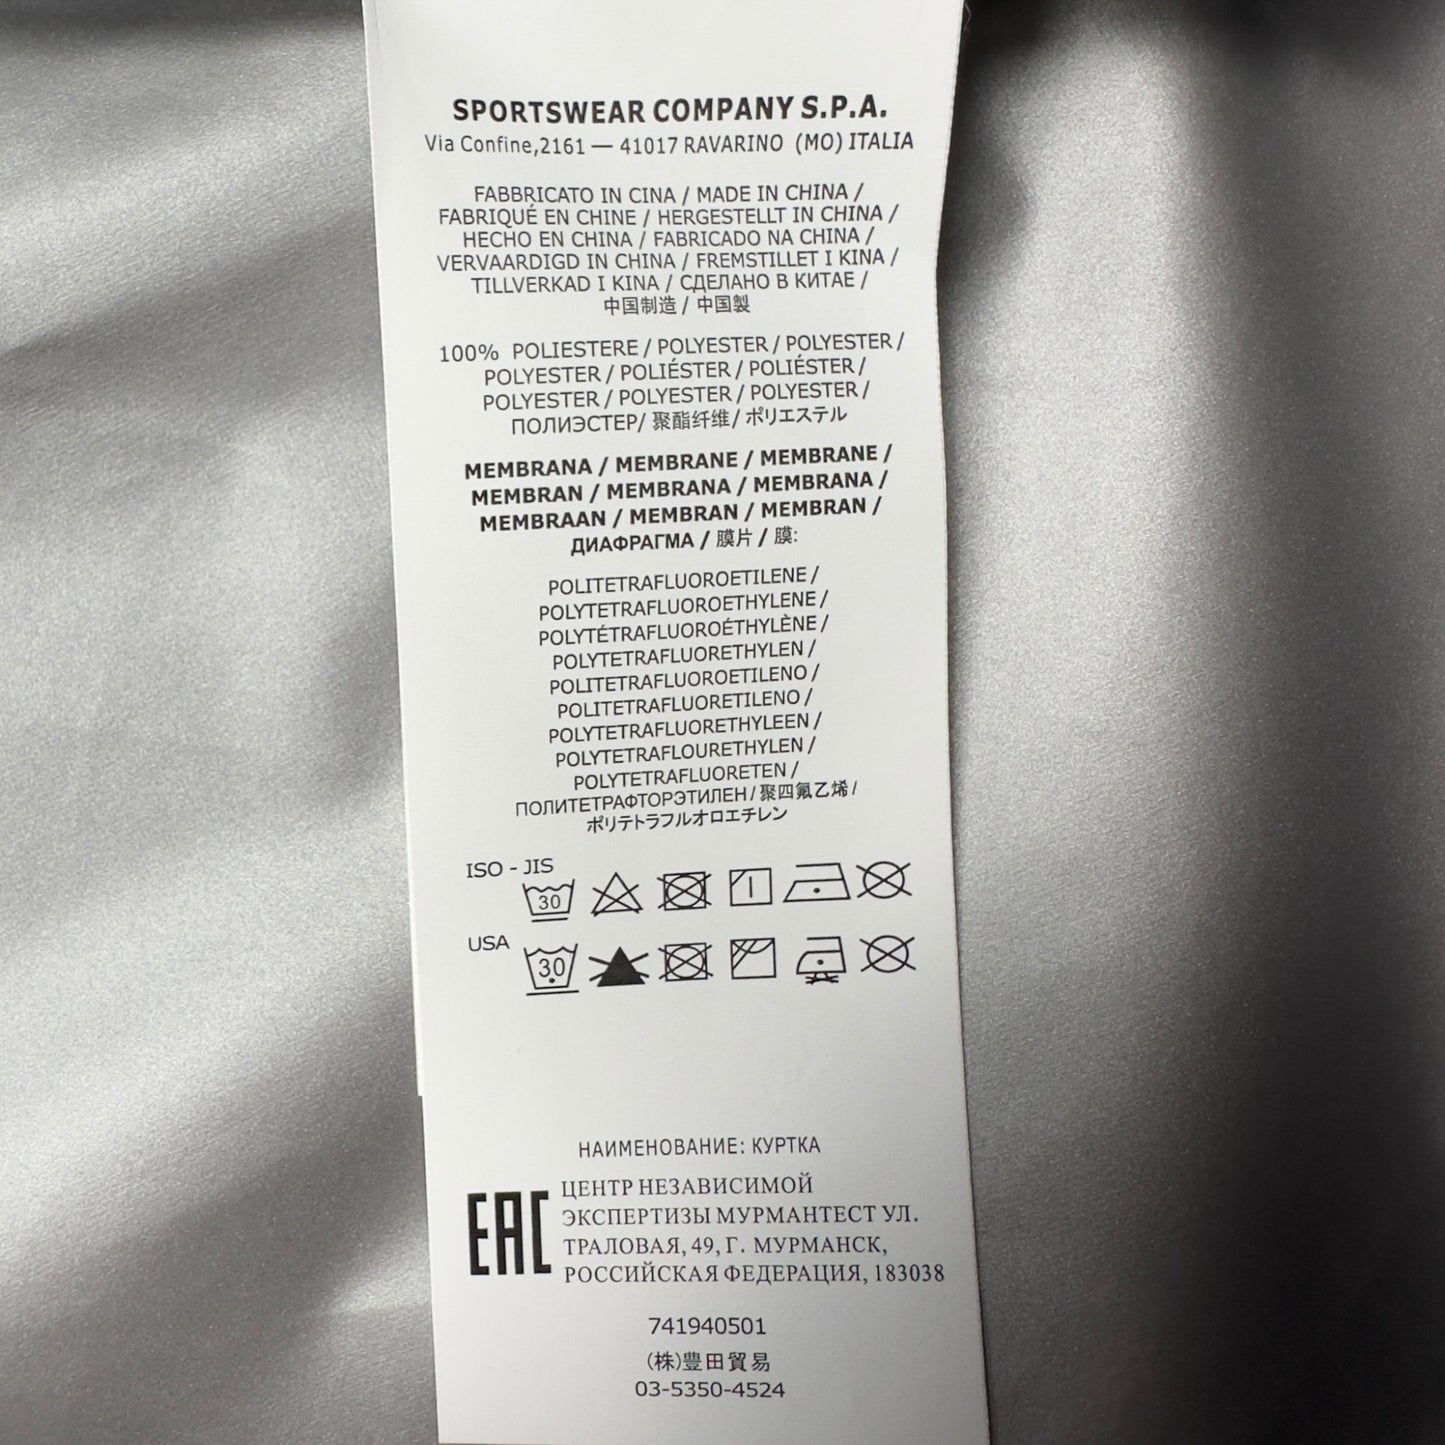 SPORTSWEAR COMPANY S.P.A.
Via Confine,2161 — 41017 RAVARINO (MO) ITALIA
FABBRICATO IN CINA / MADE IN CHINA /
FABRIQUÉ EN CHINE / HERGESTELLT IN CHINA /
HECHO EN CHINA / FABRICADO NA CHINA /
VERVAARDIGD IN CHINA / FREMSTILLET I KINA /
TILLVERKAD I KINA / СДЕЛАНО В КИТАЕ /
中国制造 / 中国製
100% POLIESTERE / POLYESTER / POLYESTER /
POLYESTER / POLIÉSTER / POLIÉSTER /
POLYESTER / POLYESTER / POLYESTER /
ПОЛИЭСТЕР/ 聚酯纤维/ ポリエステル
MEMBRANA / MEMBRANE / MEMBRANE /
MEMBRAN / MEMBRANA / MEMBRANA /
MEMBRAAN / MEMBRAN / MEMBRAN /
ДИАФРАГМА / 膜片 / 膜:
POLITETRAFLUOROETILENE /
POLYTETRAFLUOROETHYLENE /
POLYTÉTRAFLUOROÉTHYLÈNE /
POLYTETRAFLUORETHYLEN /
POLITETRAFLUOROETILENO /
POLITETRAFLUORETILENO /
POLYTETRAFLUORETHYLEEN /
POLYTETRAFLOURETHYLEN /
POLYTETRAFLUORETEN /
ПОЛИТЕТРАФТОРЭТИЛЕН / 聚四氟乙烯 /
ポリテトラフルオロエチレン
ISO - JIS
30
USA
30
НАИМЕНОВАНИЕ: КУРТКА
EAC
ЦЕНТР НЕЗАВИСИМОЙ
ЭКСПЕРТИЗЫ МУРМАНТЕСТ УЛ.
ТРАЛОВАЯ, 49, Г. МУРМАНСК,
РОССИЙСКАЯ ФЕДЕРАЦИЯ, 183038
741940501
(株)豊田貿易
03-5350-4524